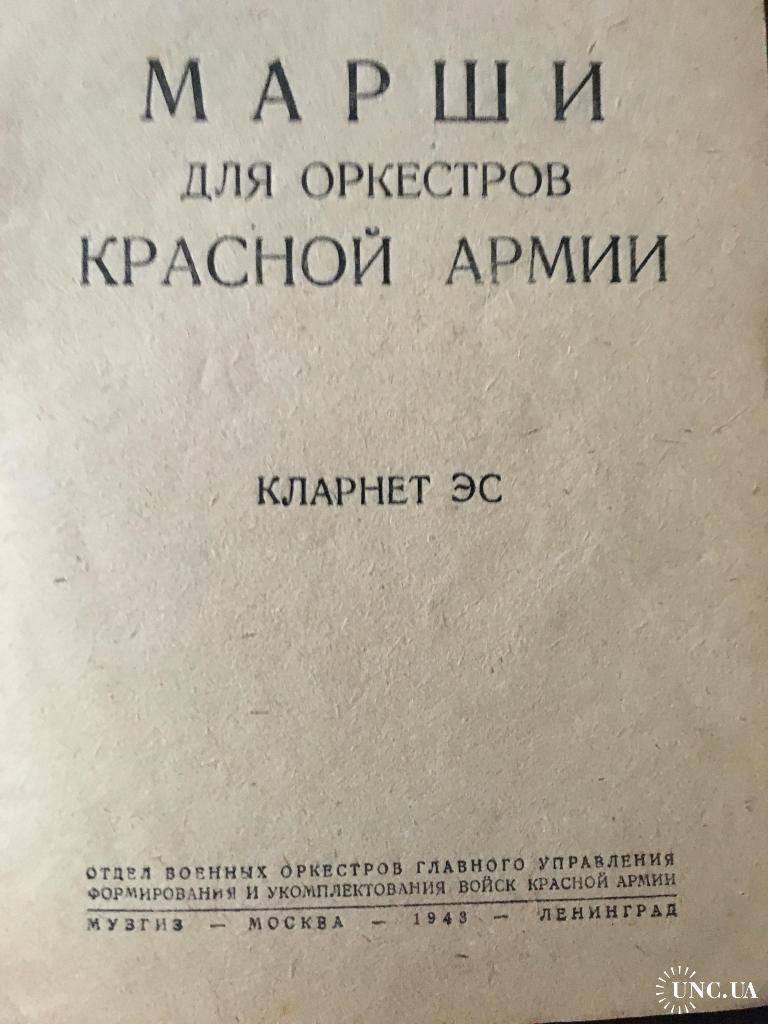 МАРШИ
ДЛЯ ОРКЕСТРОВ
КРАСНОЙ АРМИИ
КЛАРНЕТ ЭС
ОТДЕЛ ВОЕННЫХ ОРКЕСТРОВ ГЛАВНОГО УПРАВЛЕНИЯ
ФОРМИРОВАНИЯ И УКОМПЛЕКТОВАНИЯ ВОЙСК КРАСНОЙ АРМИИ
МУЗГИЗ — МОСКВА — 1943 — ЛЕНИНГРАД
UNC.UA